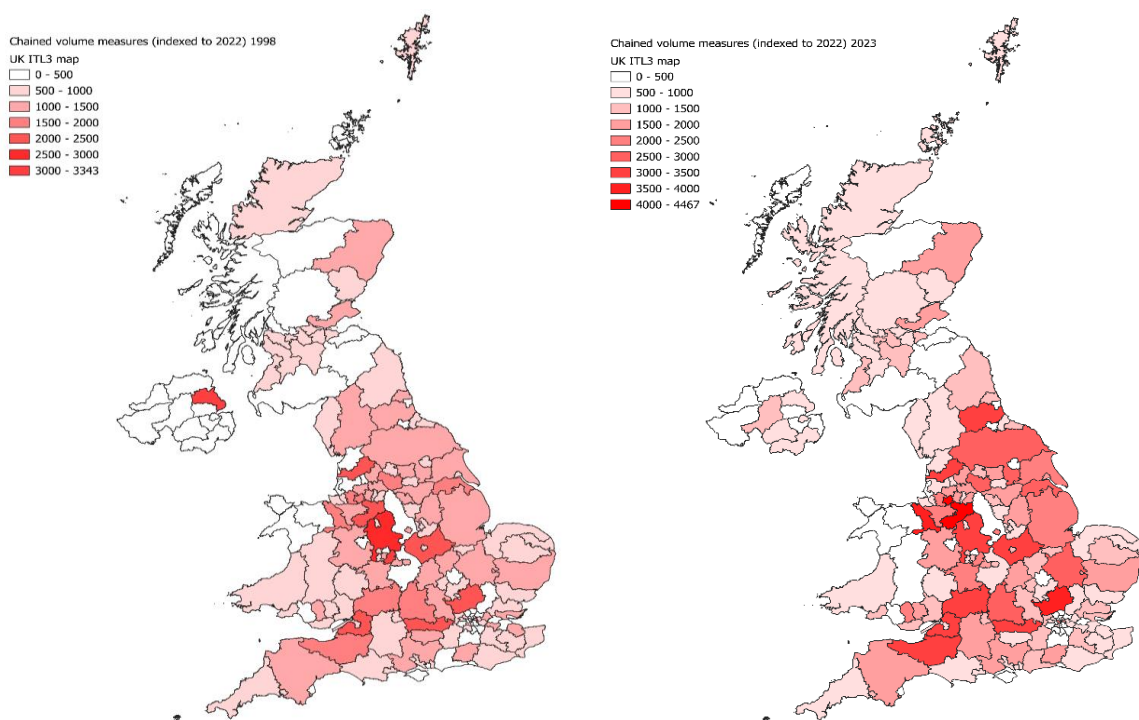 Chained volume measures (indexed to 2022) 1998
UK ITL3 map
0 - 500
500 - 1000
1000 - 1500
1500 - 2000
2000 - 2500
2500 - 3000
3000 - 3343
Chained volume measures (indexed to 2022) 2023
UK ITL3 map
0 - 500
500 - 1000
1000 - 1500
1500 - 2000
2000 - 2500
2500 - 3000
3000 - 3500
3500 - 4000
4000 - 4467